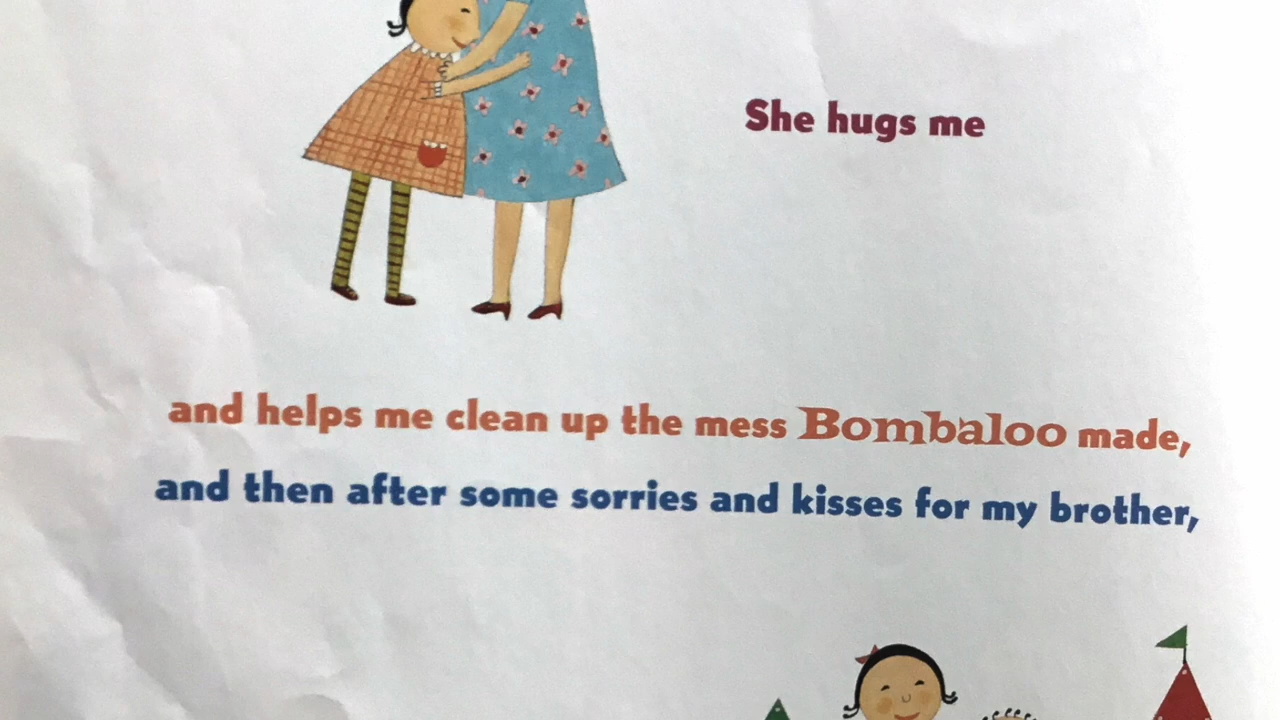 She hugs me
and helps me clean up the mess Bombaloo made,
and then after some sorries and kisses for my brother,